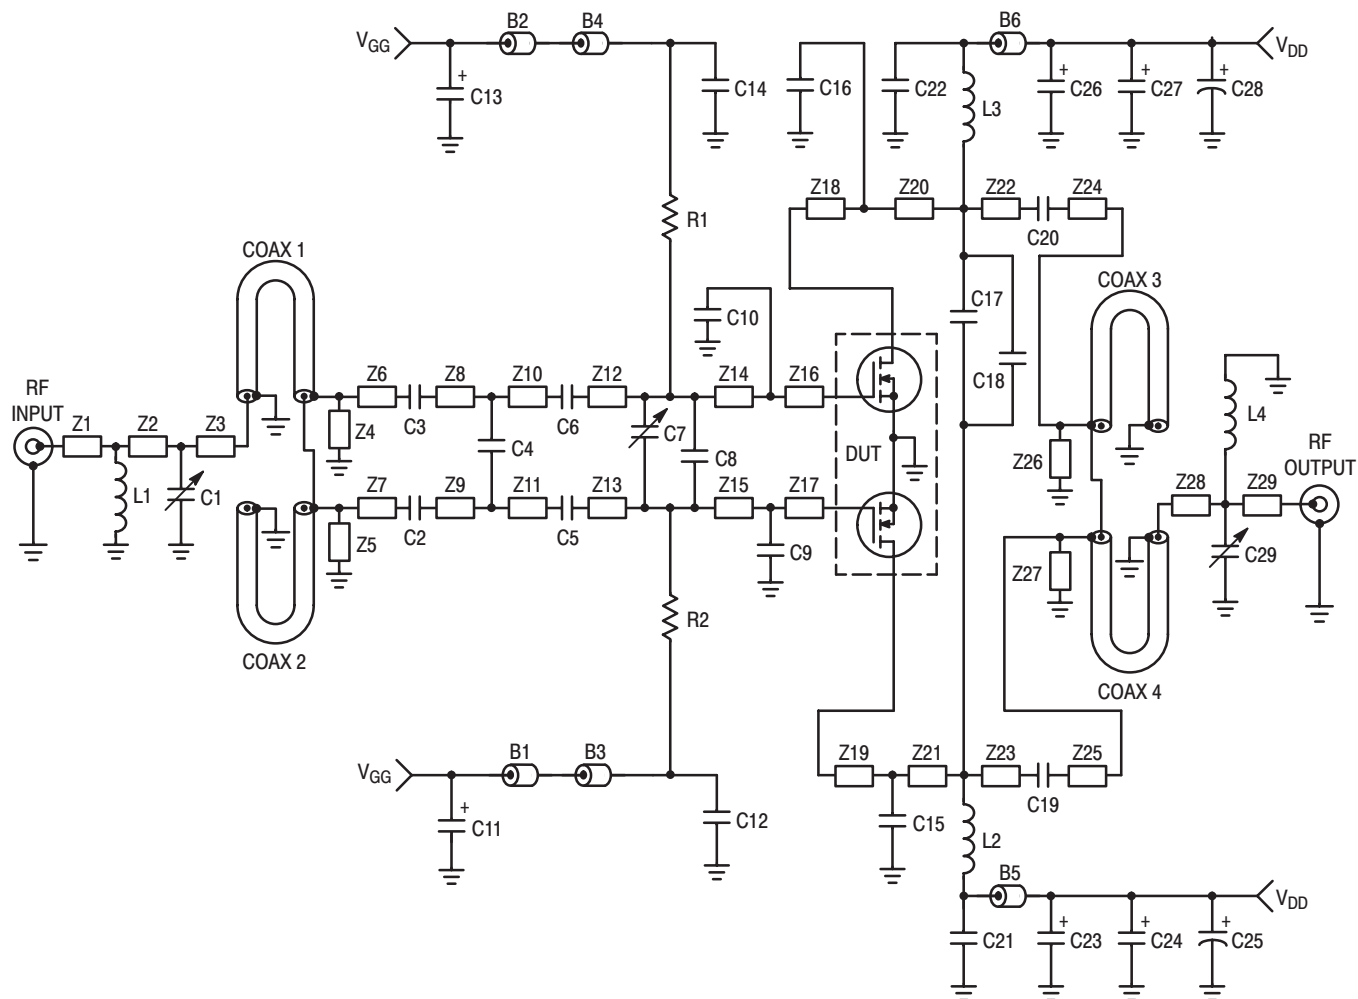 B2 B4 B6
V_GG V_DD
C13 C14 C16 C22 C26 C27 C28
+ + + +
L3
Z18 Z20 Z22 Z24
R1
C20
COAX 1
COAX 3
C10
C17
C18
RF
INPUT
Z6 Z8 Z10 Z12 Z14 Z16
Z1 Z2 Z3
Z4 C3 C6 C7
L4
C4 C8 DUT
RF
OUTPUT
L1 C1
Z26
Z28 Z29
Z7 Z9 Z11 Z13 Z15 Z17
Z5 C2 C5 C9
C29
Z27
R2
COAX 2
COAX 4
B1 B3
V_GG
Z19 Z21 Z23 Z25
C19
+
C11 C12 C15
L2
B5
V_DD
+ + +
C21 C23 C24 C25